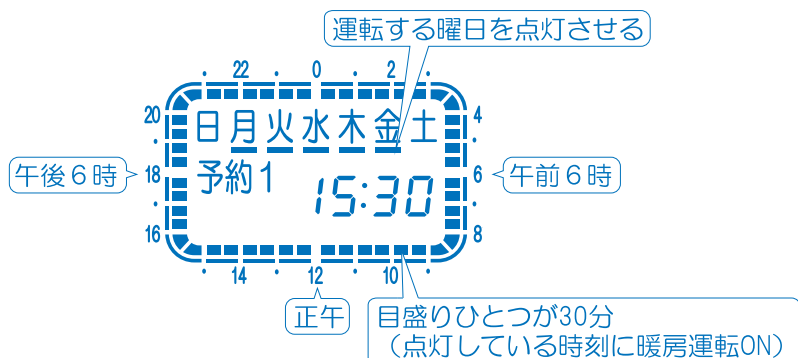 運転する曜日を点灯させる
22 0 2
20 4
日月火水木金土
午後６時 18 予約1 6 午前６時
15:30
16 8
14 12 10
正午
目盛りひとつが30分
（点灯している時刻に暖房運転ON）